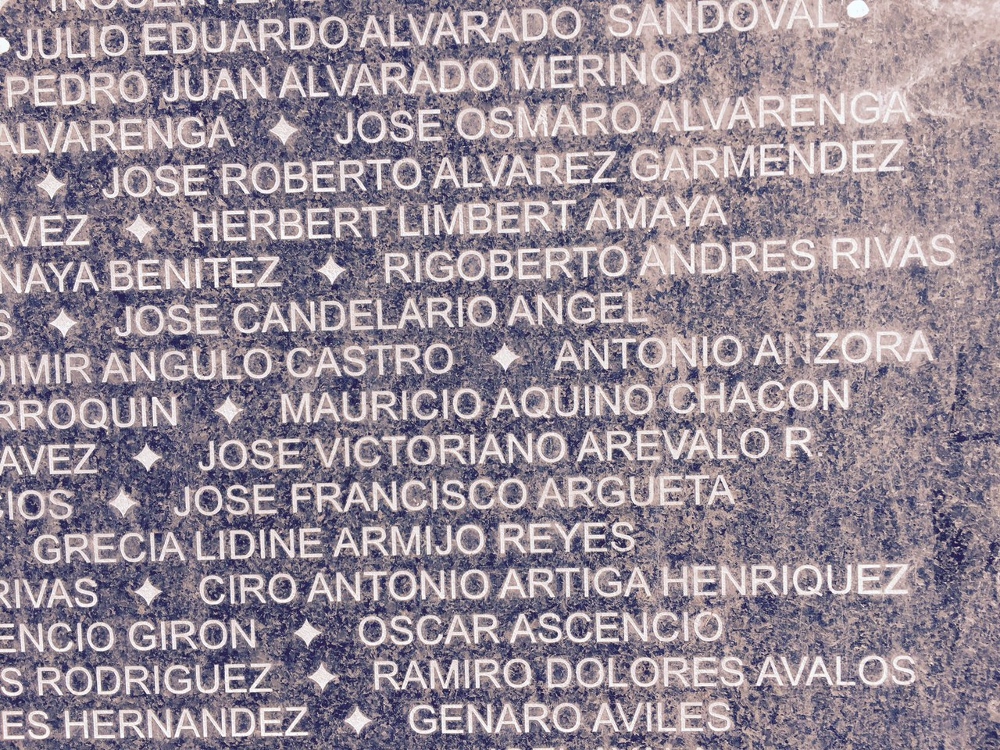 JULIO EDUARDO ALVARADO SANDOVAL
PEDRO JUAN ALVARADO MERINO
ALVARENGA ✦ JOSE OSMARO ALVARENGA
✦ JOSE ROBERTO ALVAREZ GARMENDEZ
AVEZ ✦ HERBERT LIMBERT AMAYA
NAYA BENITEZ ✦ RIGOBERTO ANDRES RIVAS
S ✦ JOSE CANDELARIO ANGEL
DIMIR ANGULO CASTRO ✦ ANTONIO ANZORA
RROQUIN ✦ MAURICIO AQUINO CHACON
AVEZ ✦ JOSE VICTORIANO AREVALO R.
CIOS ✦ JOSE FRANCISCO ARGUETA
GRECIA LIDINE ARMIJO REYES
RIVAS ✦ CIRO ANTONIO ARTIGA HENRIQUEZ
ENCIO GIRON ✦ OSCAR ASCENCIO
S RODRIGUEZ ✦ RAMIRO DOLORES AVALOS
ES HERNANDEZ ✦ GENARO AVILES